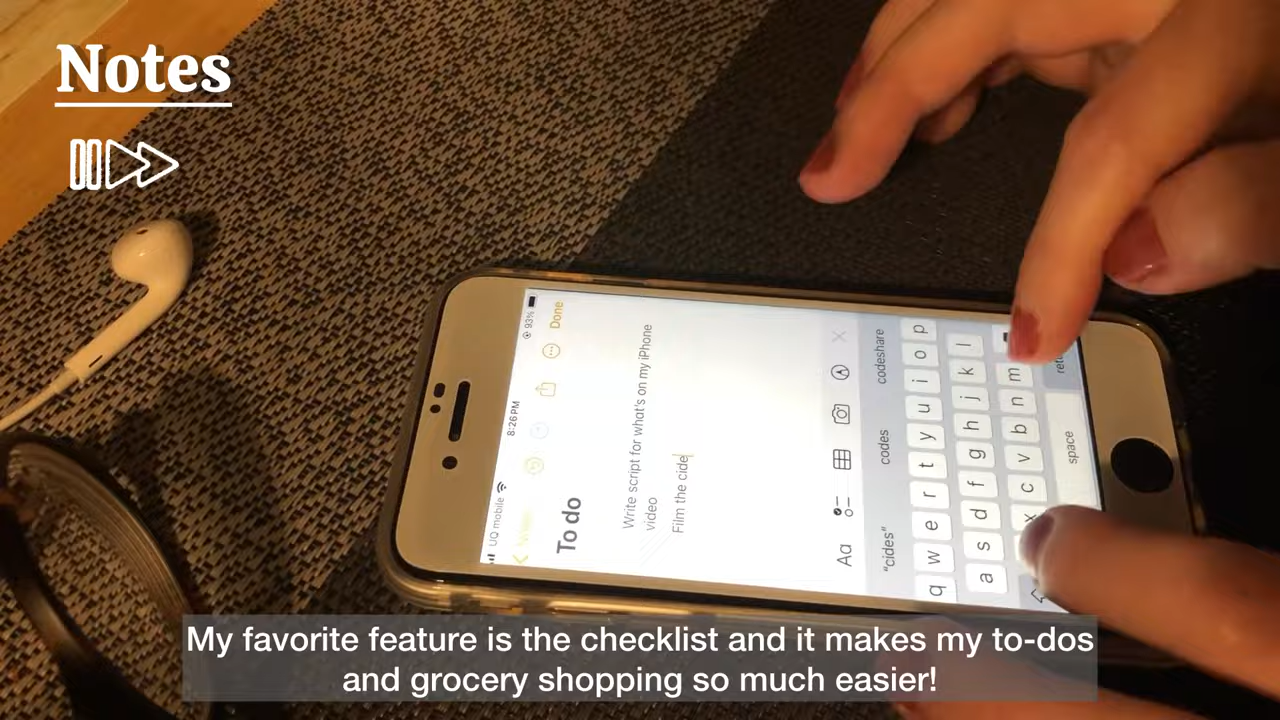 Notes
UQ mobile
8:26 PM
93%
Done
To do
Write script for what's on my iPhone
video
Film the cide
Aa
"cides"
codes
codeshare
q w e r t y u i o p
a s d f g h j k l
x c v b n m
space
My favorite feature is the checklist and it makes my to-dos
and grocery shopping so much easier!